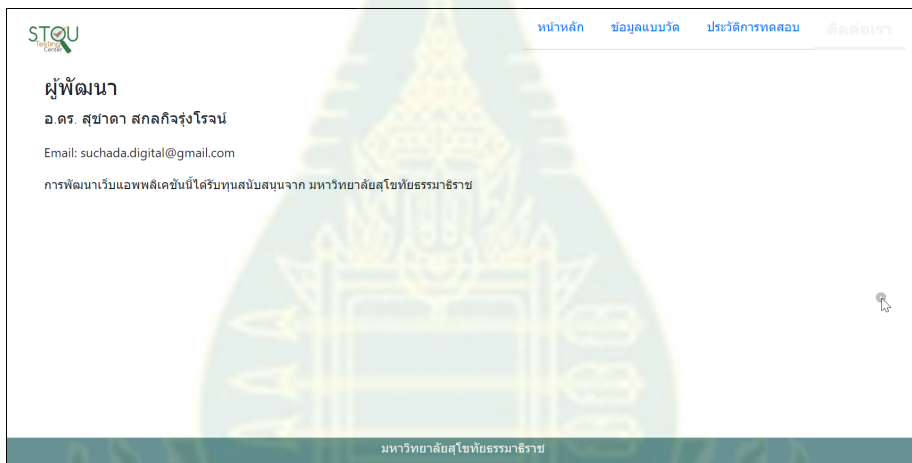 STOU
Testing
Center
หน้าหลัก ข้อมูลแบบวัด ประวัติการทดสอบ ติดต่อเรา
ผู้พัฒนา
อ.ดร. สุชาดา สกลกิจรุ่งโรจน์
Email: suchada.digital@gmail.com
การพัฒนาเว็บแอพพลิเคชันนี้ได้รับทุนสนับสนุนจาก มหาวิทยาลัยสุโขทัยธรรมาธิราช
มหาวิทยาลัยสุโขทัยธรรมาธิราช